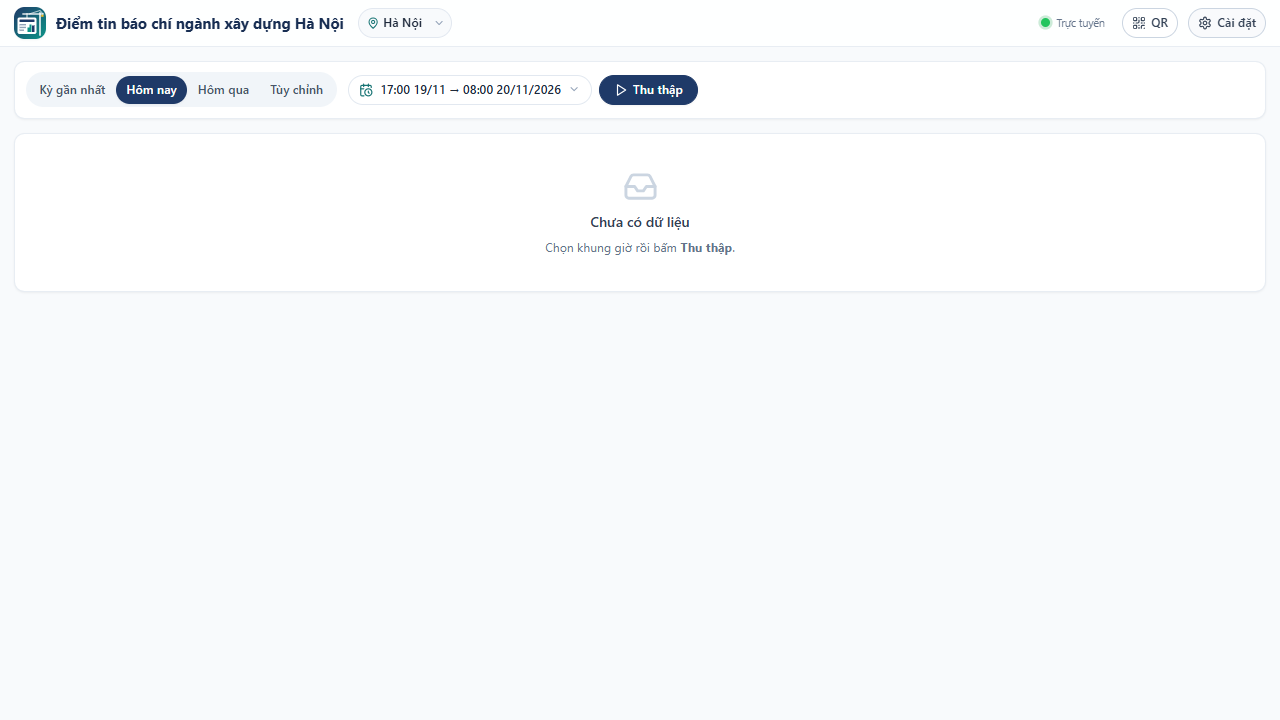 Điểm tin báo chí ngành xây dựng Hà Nội
Hà Nội
Trực tuyến
QR
Cài đặt
Kỳ gần nhất
Hôm nay
Hôm qua
Tùy chỉnh
17:00 19/11 → 08:00 20/11/2026
Thu thập
Chưa có dữ liệu
Chọn khung giờ rồi bấm Thu thập.